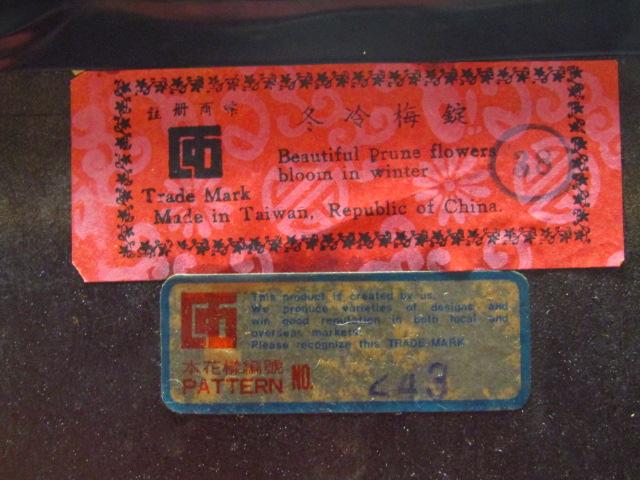 註冊商標
冬冷梅錠
38
Beautiful Prune flowers
bloom in winter
Trade Mark
Made in Taiwan, Republic of China.
This product is created by us.
We produce varieties of designs and
win good reputation in both local and
overseas markets.
Please recognize this TRADE MARK
本花樣編號
PATTERN NO. 243